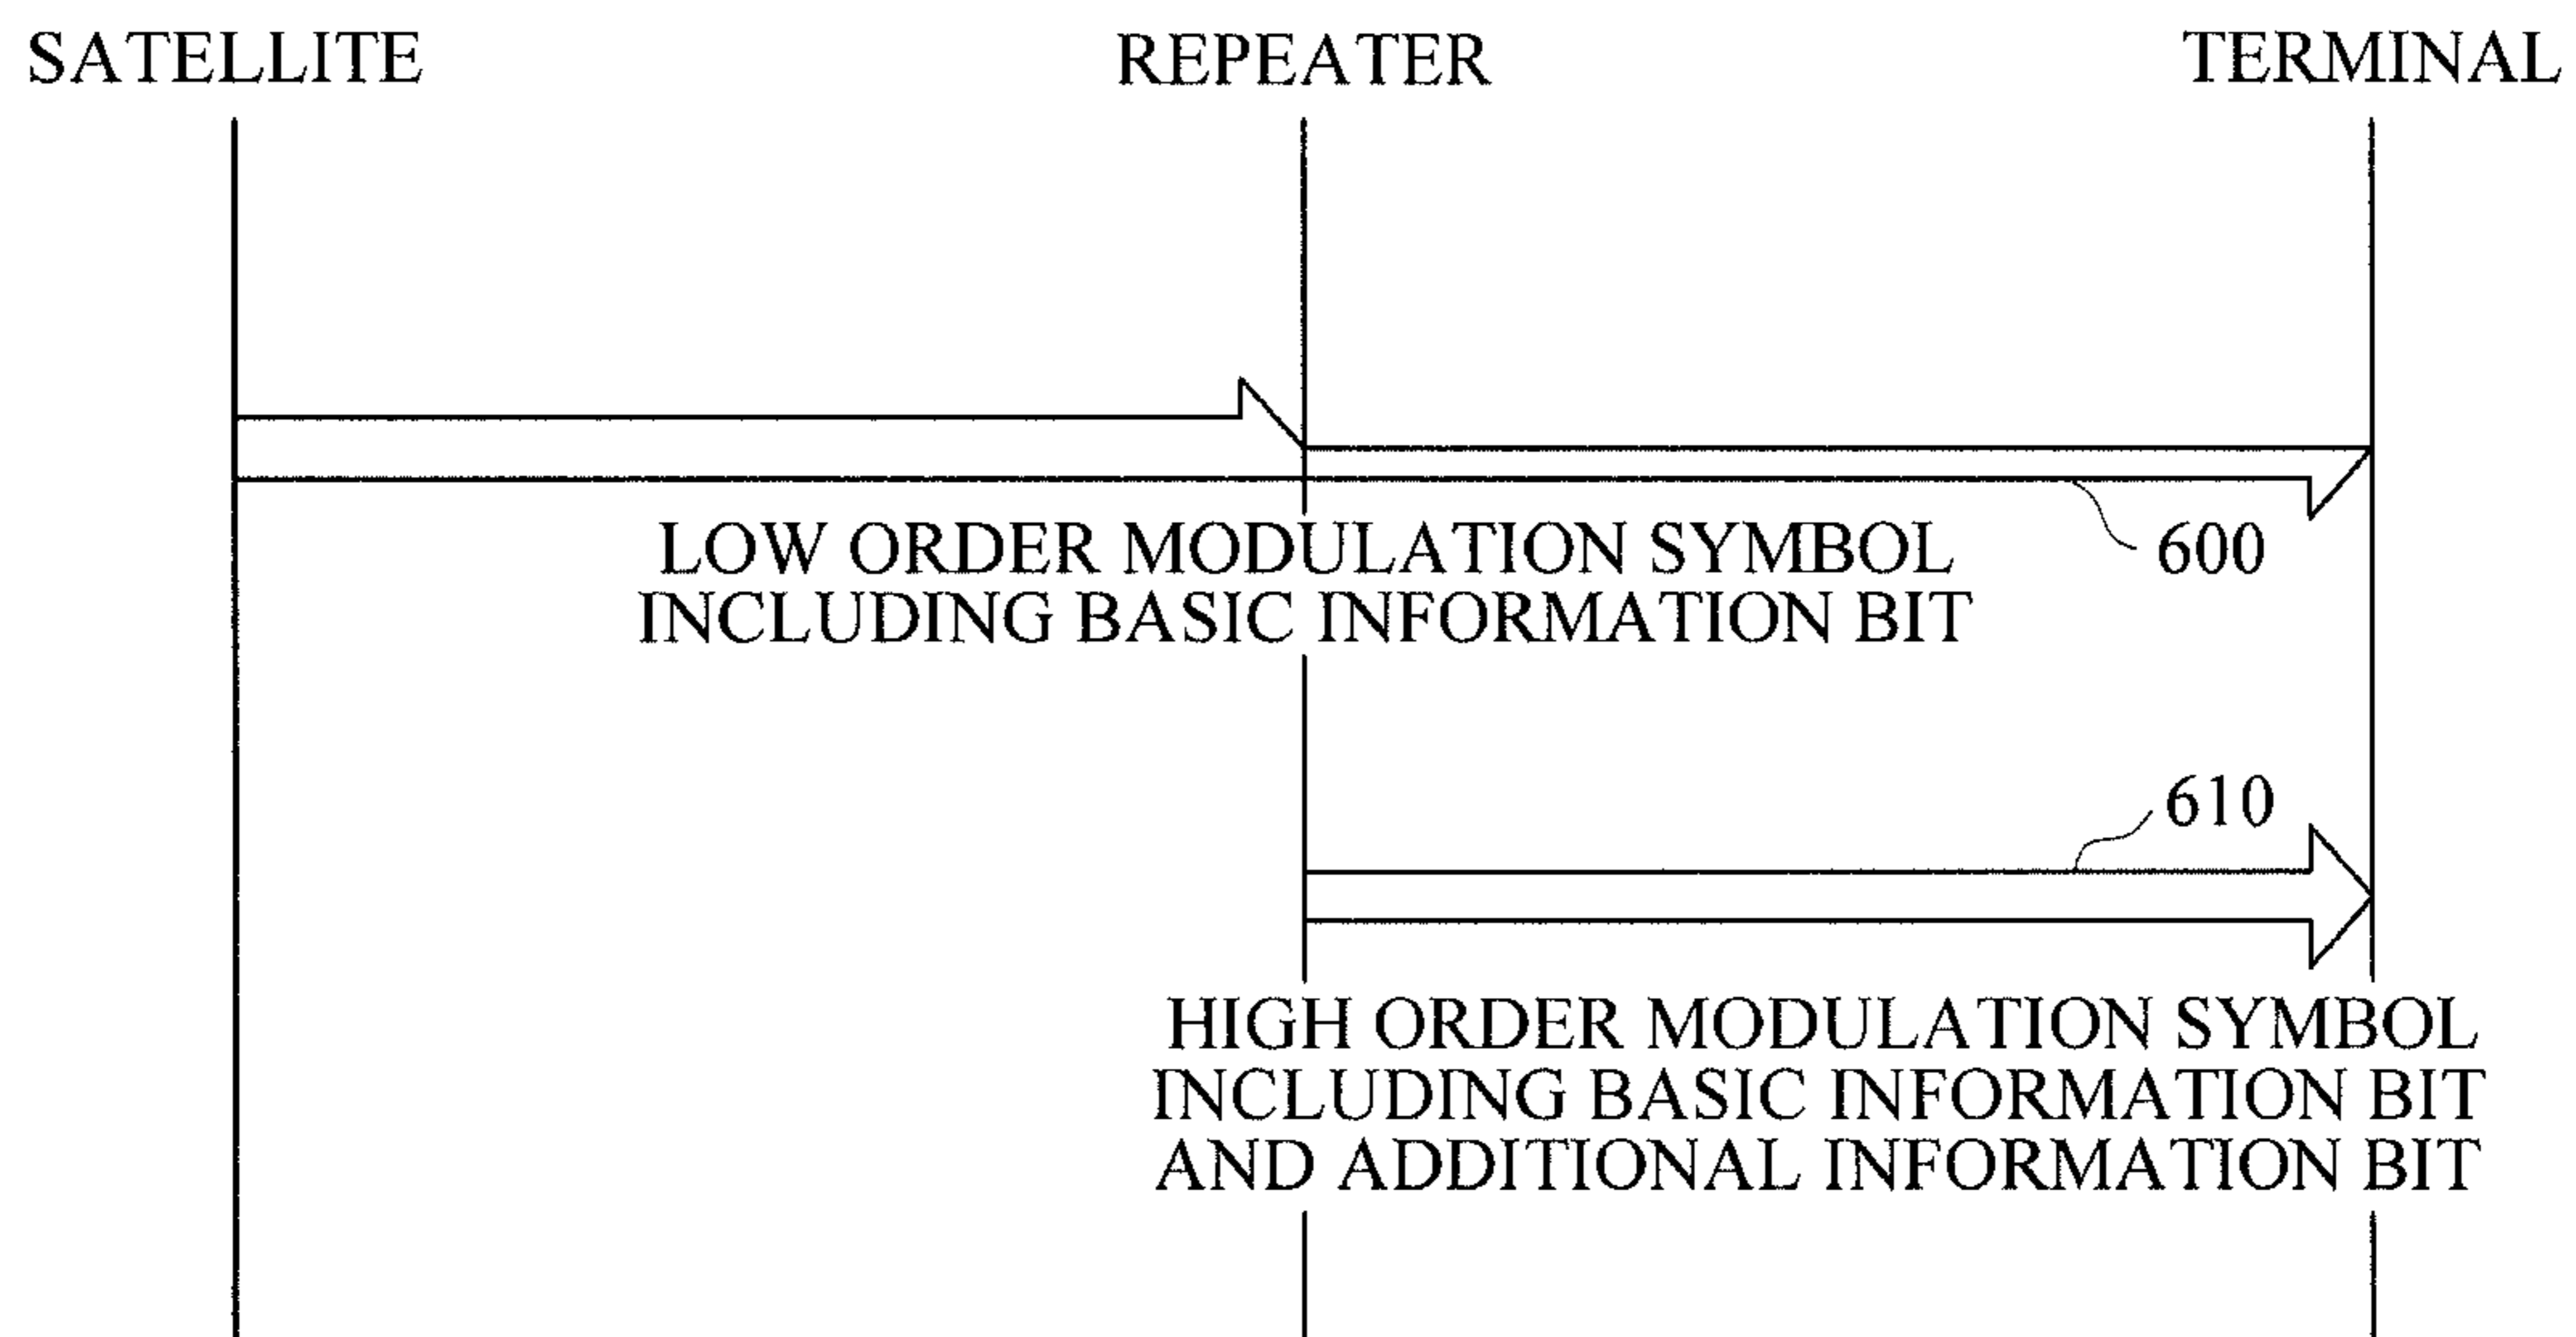 SATELLITE REPEATER TERMINAL
LOW ORDER MODULATION SYMBOL
INCLUDING BASIC INFORMATION BIT
600
610
HIGH ORDER MODULATION SYMBOL
INCLUDING BASIC INFORMATION BIT
AND ADDITIONAL INFORMATION BIT